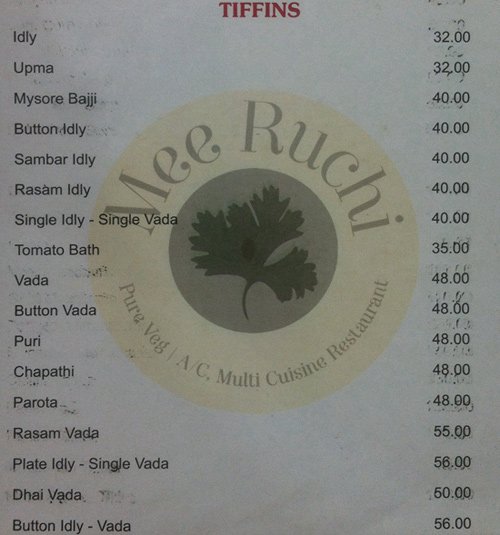 TIFFINS
Idly 32.00
Upma 32.00
Mysore Bajji 40.00
Button Idly 40.00
Sambar Idly 40.00
Rasam Idly 40.00
Single Idly - Single Vada 40.00
Tomato Bath 35.00
Vada 48.00
Button Vada 48.00
Puri 48.00
Chapathi 48.00
Parota 48.00
Rasam Vada 55.00
Plate Idly - Single Vada 56.00
Dhai Vada 50.00
Button Idly - Vada 56.00
Mee Ruchi
Pure Veg | A/C. Multi Cuisine Restaurant